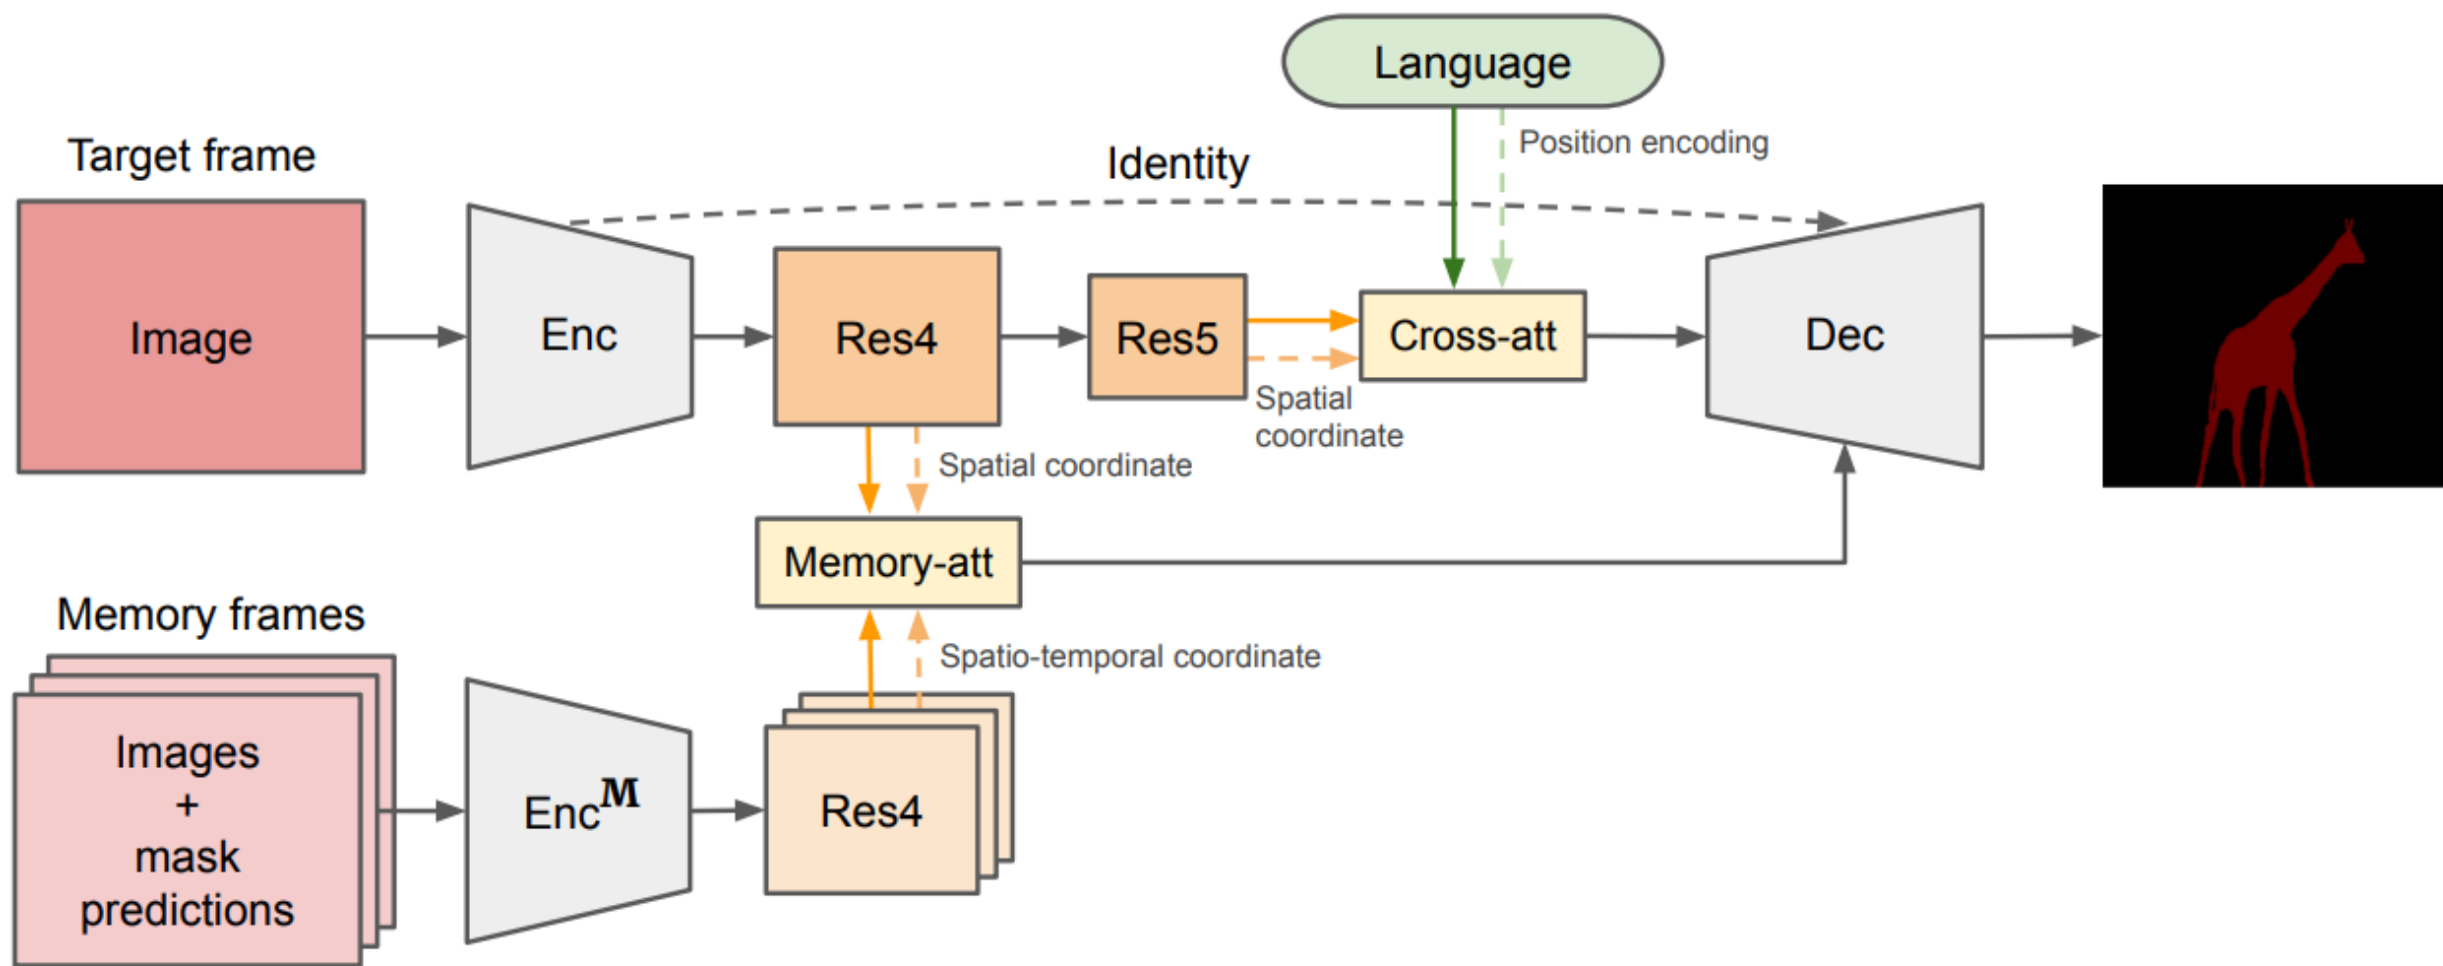 Language
Position encoding
Target frame
Identity
Image
Enc
Res4
Res5
Cross-att
Dec
Spatial
coordinate
Spatial coordinate
Memory-att
Memory frames
Spatio-temporal coordinate
Images
+
mask
predictions
Enc^M
Res4